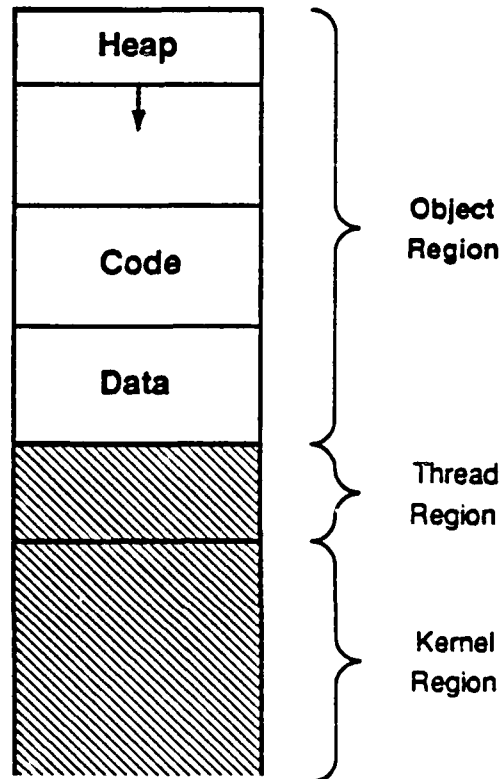 Heap
Code
Data
Object
Region
Thread
Region
Kernel
Region